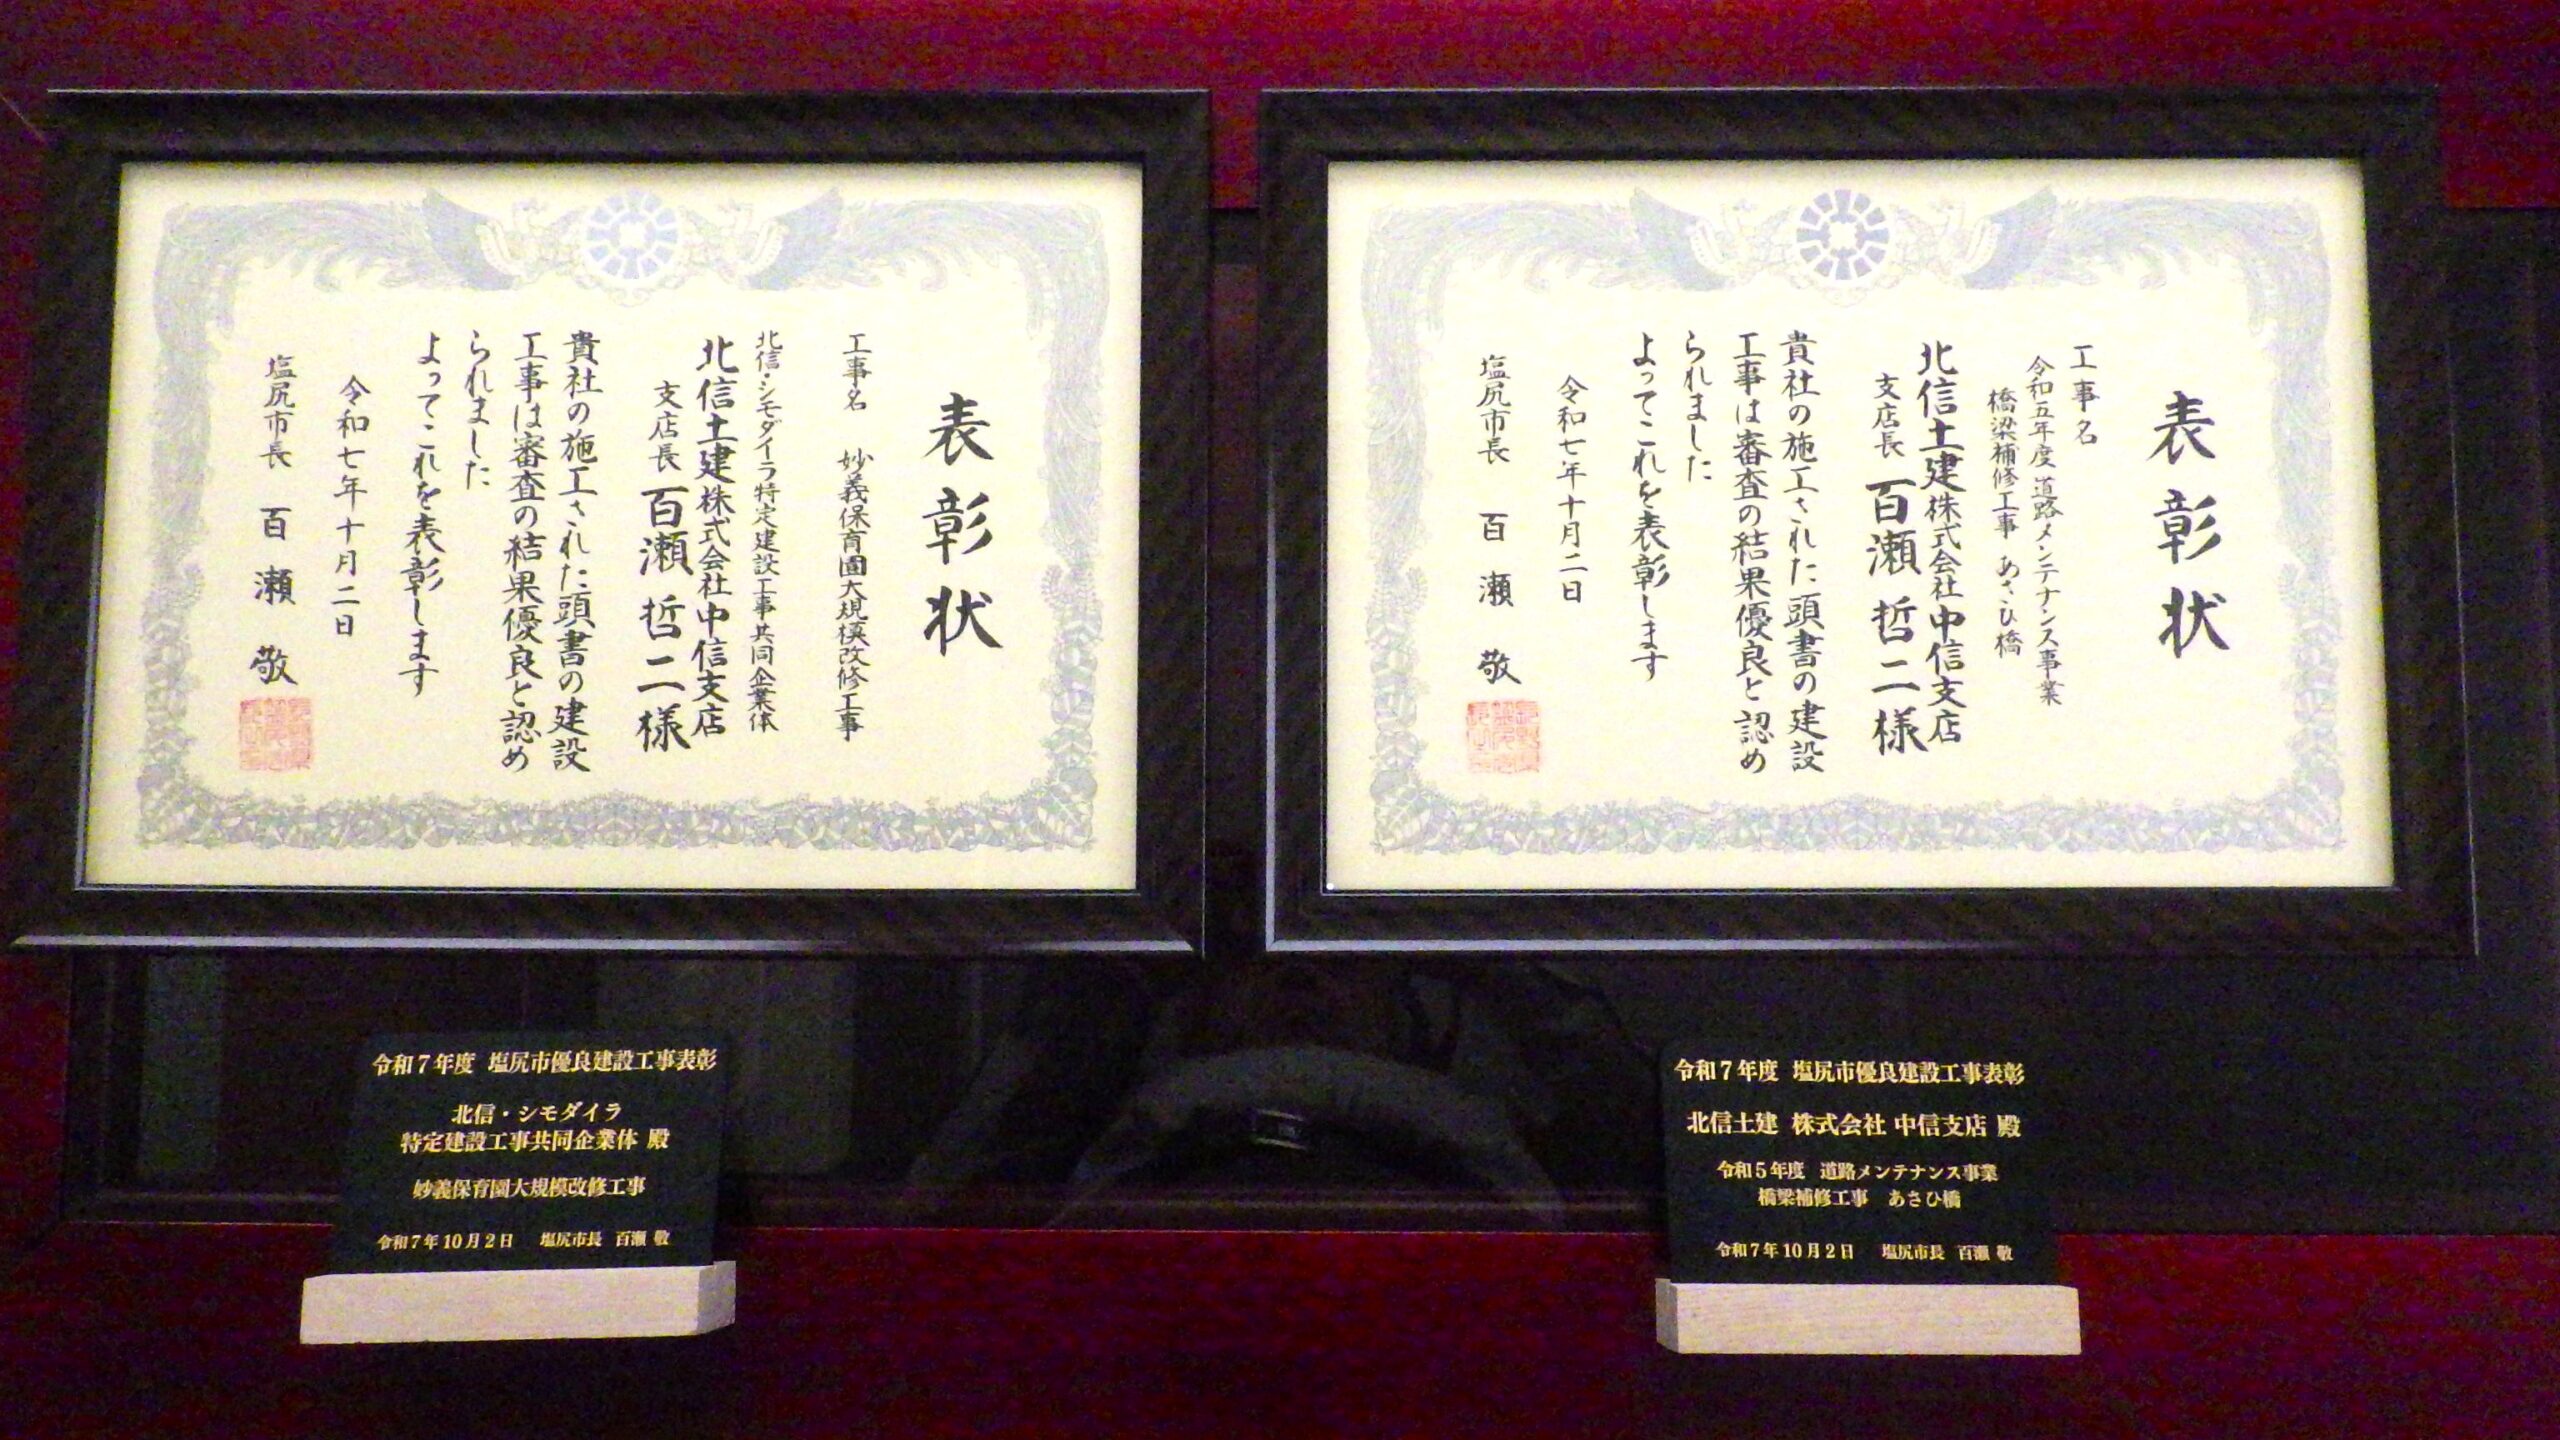 表彰状
工事名 妙義保育園大規模改修工事
北信・シモダイラ特定建設工事共同企業体
北信土建株式会社中信支店
支店長 百瀬哲二様
貴社の施工された頭書の建設
工事は審査の結果優良と認め
られました
よってこれを表彰します
令和七年十月二日
塩尻市長 百瀬敬
表彰状
工事名
令和五年度 道路メンテナンス事業
橋梁補修工事 あさひ橋
北信土建株式会社中信支店
支店長 百瀬哲二様
貴社の施工された頭書の建設
工事は審査の結果優良と認め
られました
よってこれを表彰します
令和七年十月二日
塩尻市長 百瀬敬
令和7年度 塩尻市優良建設工事表彰
北信・シモダイラ
特定建設工事共同企業体 殿
妙義保育園大規模改修工事
令和7年10月2日 塩尻市長 百瀬 敬
令和7年度 塩尻市優良建設工事表彰
北信土建 株式会社 中信支店 殿
令和5年度 道路メンテナンス事業
橋梁補修工事 あさひ橋
令和7年10月2日 塩尻市長 百瀬 敬